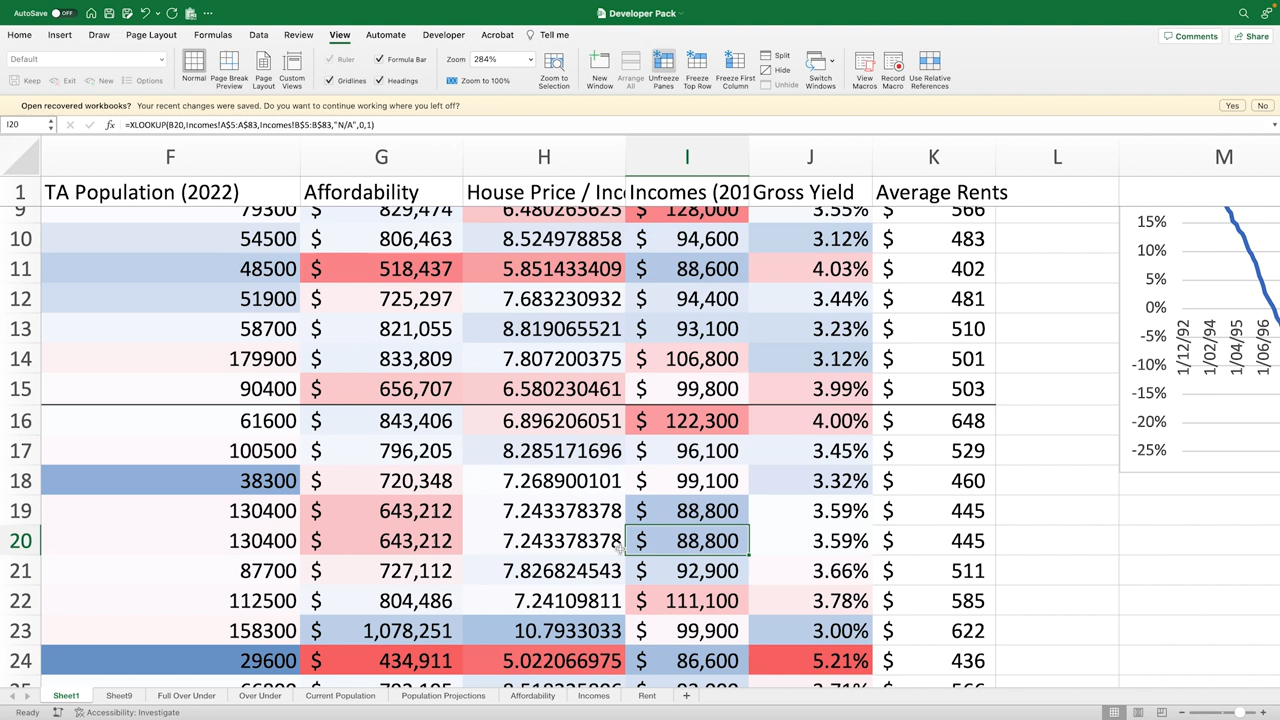 AutoSave OFF
Developer Pack
Home Insert Draw Page Layout Formulas Data Review View Automate Developer Acrobat Tell me
Comments Share
Default
Keep Exit New Options
Normal Page Break Preview Page Layout Custom Views
Ruler Formula Bar
Gridlines Headings
Zoom 284%
Zoom to 100%
Zoom to Selection
New Window Arrange All Unfreeze Panes Freeze Top Row Freeze First Column
Split
Hide
Unhide
Switch Windows View Macros Record Macro Use Relative References
Open recovered workbooks? Your recent changes were saved. Do you want to continue working where you left off? Yes No
I20 fx =XLOOKUP(B20,Incomes!A$5:A$83,Incomes!B$5:B$83,"N/A",0,1)
F G H I J K L M
1 TA Population (2022) Affordability House Price / Inc Incomes (201 Gross Yield Average Rents
9 79300 $ 829,474 6.480265625 $ 128,000 3.55% $ 566
10 54500 $ 806,463 8.524978858 $ 94,600 3.12% $ 483
11 48500 $ 518,437 5.851433409 $ 88,600 4.03% $ 402
12 51900 $ 725,297 7.683230932 $ 94,400 3.44% $ 481
13 58700 $ 821,055 8.819065521 $ 93,100 3.23% $ 510
14 179900 $ 833,809 7.807200375 $ 106,800 3.12% $ 501
15 90400 $ 656,707 6.580230461 $ 99,800 3.99% $ 503
16 61600 $ 843,406 6.896206051 $ 122,300 4.00% $ 648
17 100500 $ 796,205 8.285171696 $ 96,100 3.45% $ 529
18 38300 $ 720,348 7.268900101 $ 99,100 3.32% $ 460
19 130400 $ 643,212 7.243378378 $ 88,800 3.59% $ 445
20 130400 $ 643,212 7.243378378 $ 88,800 3.59% $ 445
21 87700 $ 727,112 7.826824543 $ 92,900 3.66% $ 511
22 112500 $ 804,486 7.24109811 $ 111,100 3.78% $ 585
23 158300 $ 1,078,251 10.7933033 $ 99,900 3.00% $ 622
24 29600 $ 434,911 5.022066975 $ 86,600 5.21% $ 436
15%
10%
5%
0%
-5%
-10%
-15%
-20%
-25%
1/12/92 1/02/94 1/04/95 1/06/96
Sheet1 Sheet9 Full Over Under Over Under Current Population Population Projections Affordability Incomes Rent
Ready Accessibility: Investigate